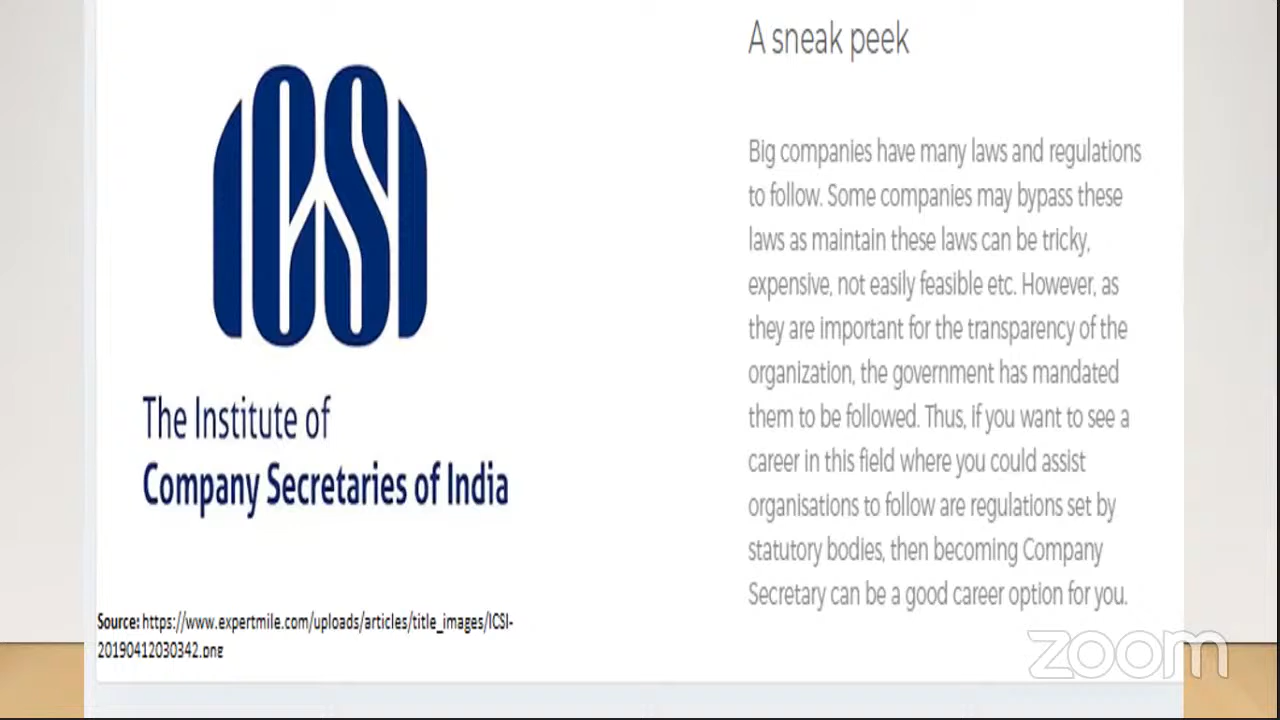 ICSI
The Institute of
Company Secretaries of India
Source: https://www.expertmile.com/uploads/articles/title_images/ICSI-
20190412030342.png
A sneak peek
Big companies have many laws and regulations
to follow. Some companies may bypass these
laws as maintain these laws can be tricky,
expensive, not easily feasible etc. However, as
they are important for the transparency of the
organization, the government has mandated
them to be followed. Thus, if you want to see a
career in this field where you could assist
organisations to follow are regulations set by
statutory bodies, then becoming Company
Secretary can be a good career option for you.
zoom